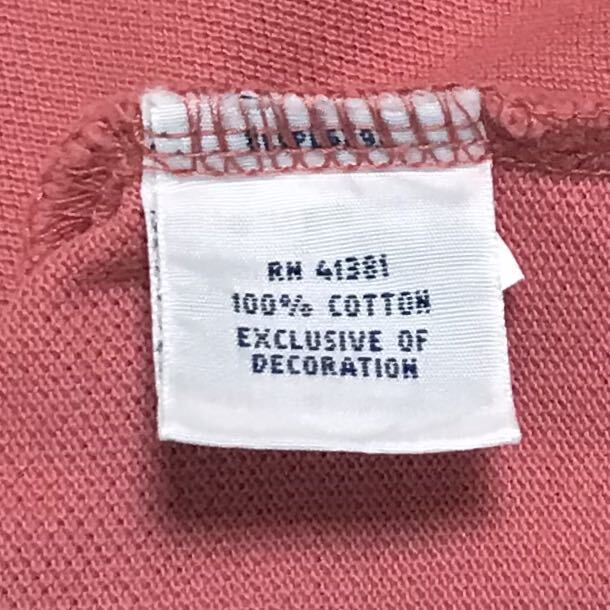 RN 41381
100% COTTON
EXCLUSIVE OF
DECORATION